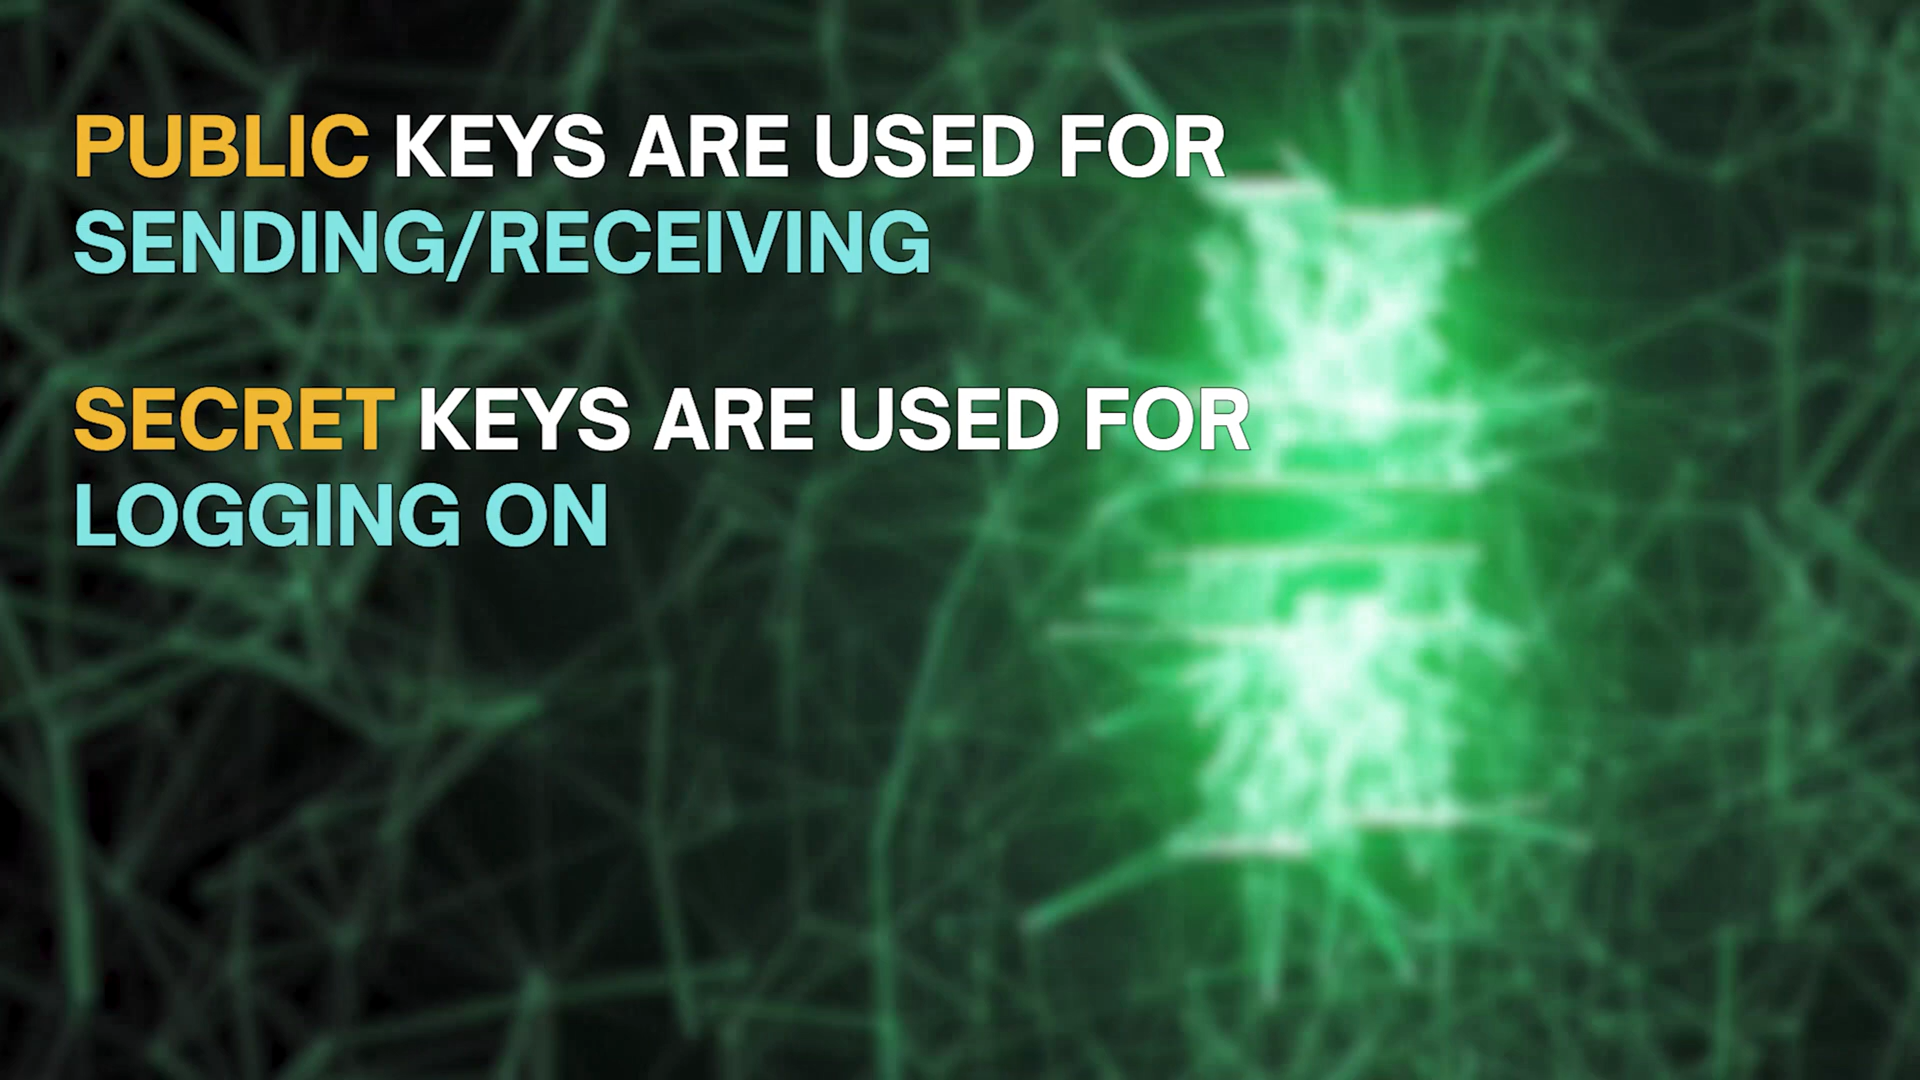 PUBLIC KEYS ARE USED FOR
SENDING/RECEIVING
SECRET KEYS ARE USED FOR
LOGGING ON